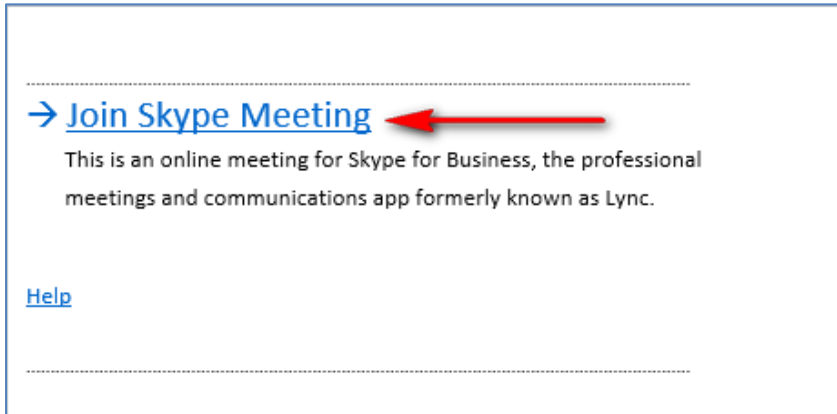 → Join Skype Meeting
This is an online meeting for Skype for Business, the professional
meetings and communications app formerly known as Lync.
Help